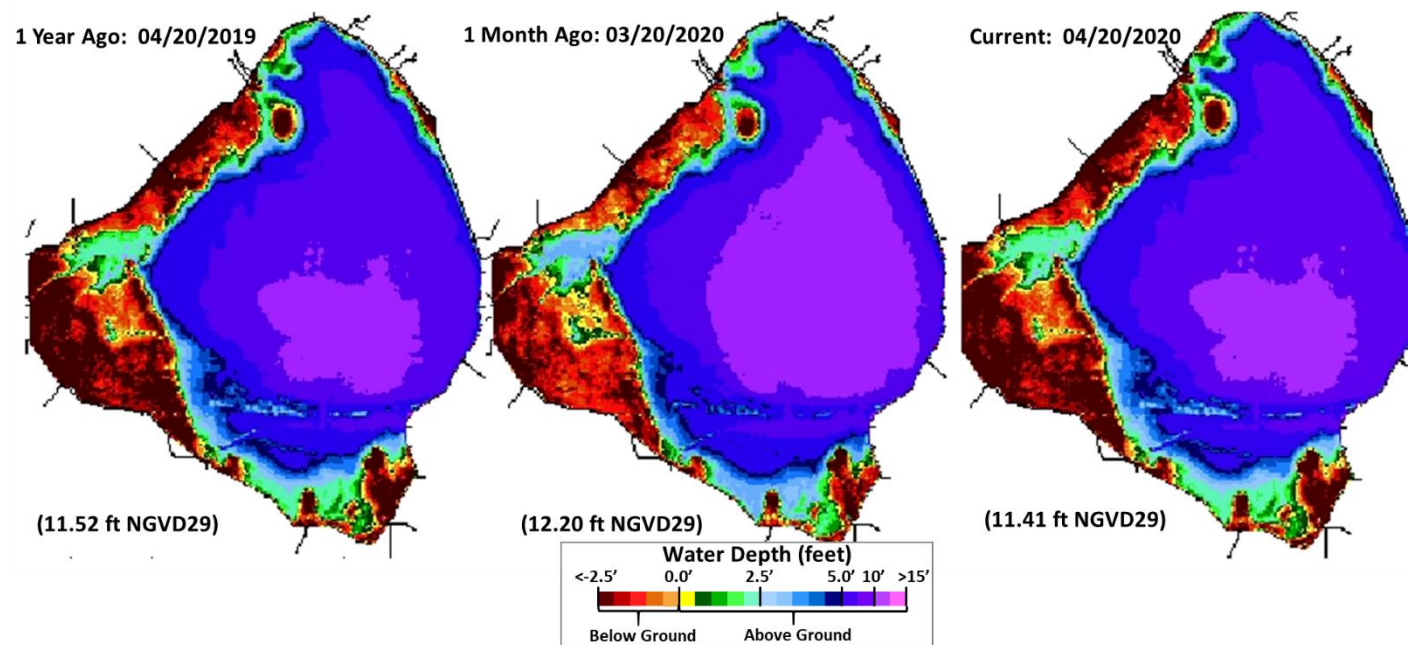 1 Year Ago: 04/20/2019
1 Month Ago: 03/20/2020
Current: 04/20/2020
(11.52 ft NGVD29)
(12.20 ft NGVD29)
(11.41 ft NGVD29)
Water Depth (feet)
<-2.5' 0.0' 2.5' 5.0' 10' >15'
Below Ground Above Ground